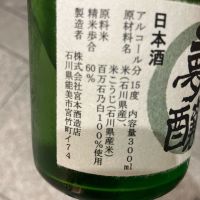 夢醸
日本酒
アルコール分 15度 内容量300ml
原材料名 米(石川県産)、
米こうじ(石川県産米)
原料米 百万石乃白100%使用
精米歩合 60%
製造者 株式会社宮本酒造店
石川県能美市宮竹町イ74